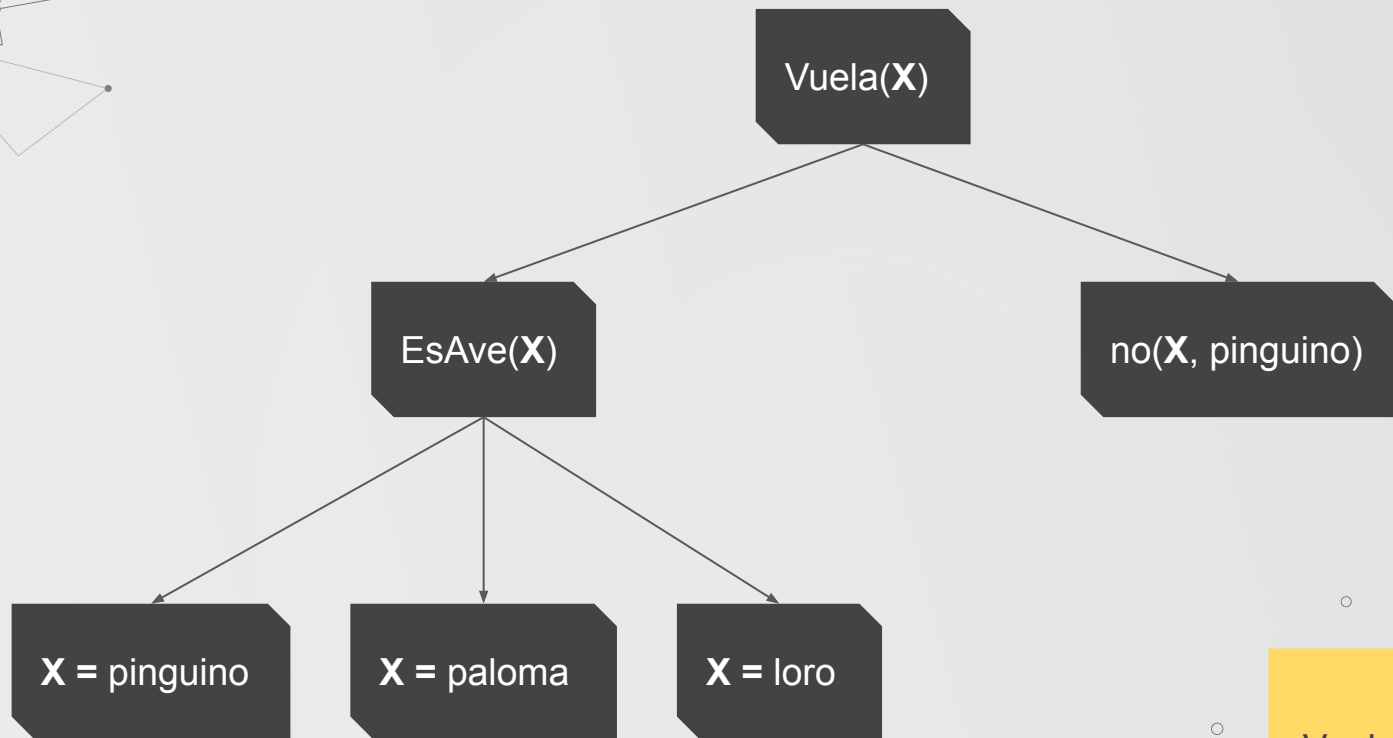 Vuela(X)
EsAve(X)
no(X, pinguino)
X = pinguino
X = paloma
X = loro